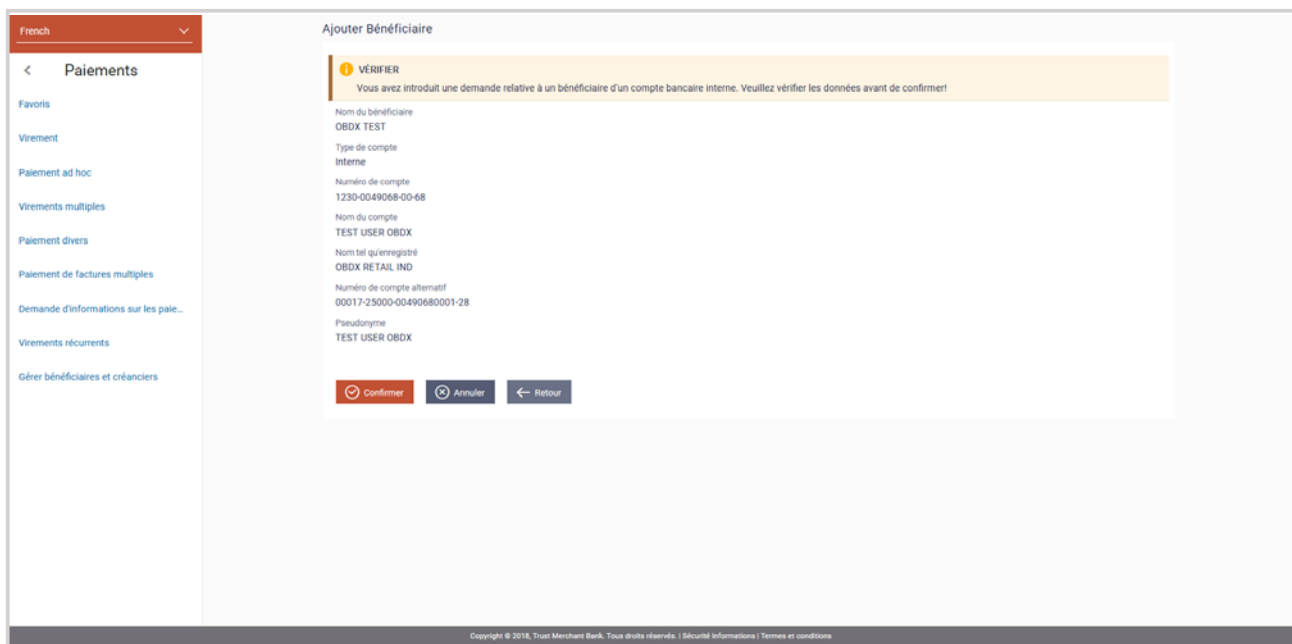 French
Paiements
Favoris
Virement
Paiement ad hoc
Virements multiples
Paiement divers
Paiement de factures multiples
Demande d'informations sur les paie...
Virements récurrents
Gérer bénéficiaires et créanciers
Ajouter Bénéficiaire
VÉRIFIER
Vous avez introduit une demande relative à un bénéficiaire d'un compte bancaire interne. Veuillez vérifier les données avant de confirmer!
Nom du bénéficiaire
OBDX TEST
Type de compte
Interne
Numéro de compte
1230-0049068-00-68
Nom du compte
TEST USER OBDX
Nom tel qu'enregistré
OBDX RETAIL IND
Numéro de compte alternatif
00017-25000-00490680001-28
Pseudonyme
TEST USER OBDX
Confirmer Annuler Retour
Copyright © 2018, Trust Merchant Bank. Tous droits réservés. | Sécurité Informations | Termes et conditions